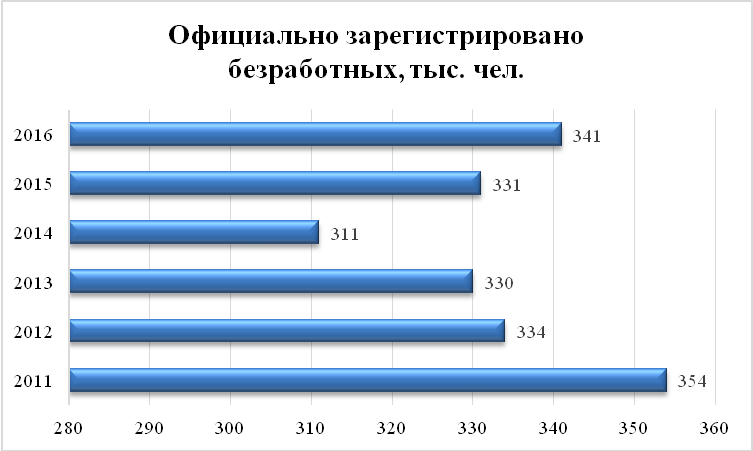 Официально зарегистрировано
безработных, тыс. чел.
2016 341
2015 331
2014 311
2013 330
2012 334
2011 354
280 290 300 310 320 330 340 350 360